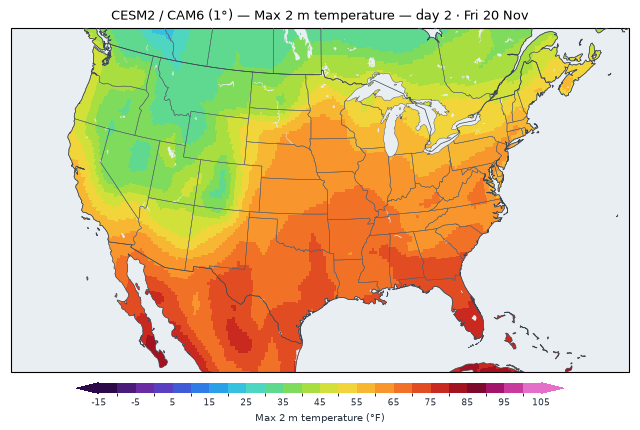 CESM2 / CAM6 (1°) — Max 2 m temperature — day 2 · Fri 20 Nov
-15 -5 5 15 25 35 45 55 65 75 85 95 105
Max 2 m temperature (°F)